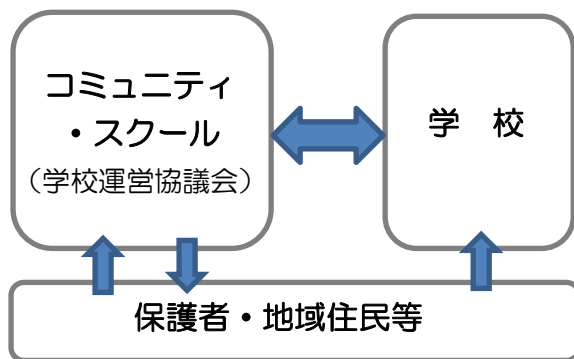 コミュニティ
・スクール
（学校運営協議会）
学　校
保護者・地域住民等